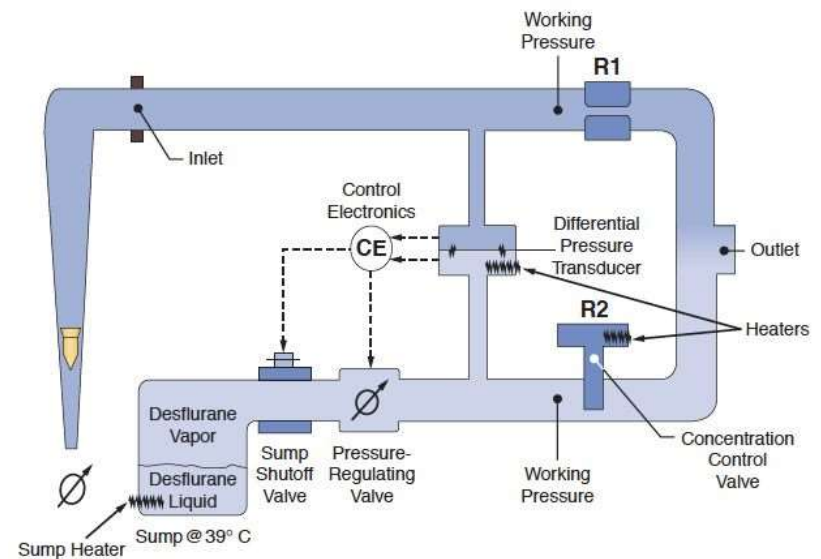 Working
Pressure
R1
Inlet
Control
Electronics
CE
Differential
Pressure
Transducer
Outlet
R2
Heaters
Desflurane
Vapor
Desflurane
Liquid
Sump
Shutoff
Valve
Pressure-
Regulating
Valve
Working
Pressure
Concentration
Control
Valve
Sump Heater
Sump @ 39° C